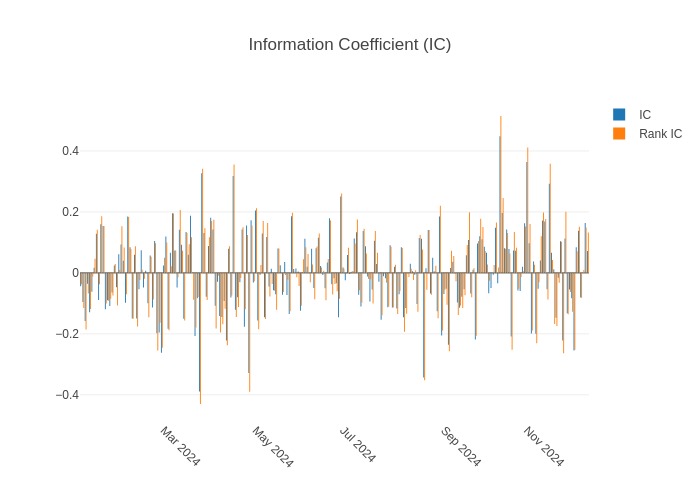 Information Coefficient (IC)
IC
Rank IC
0.4
0.2
0
−0.2
−0.4
Mar 2024
May 2024
Jul 2024
Sep 2024
Nov 2024